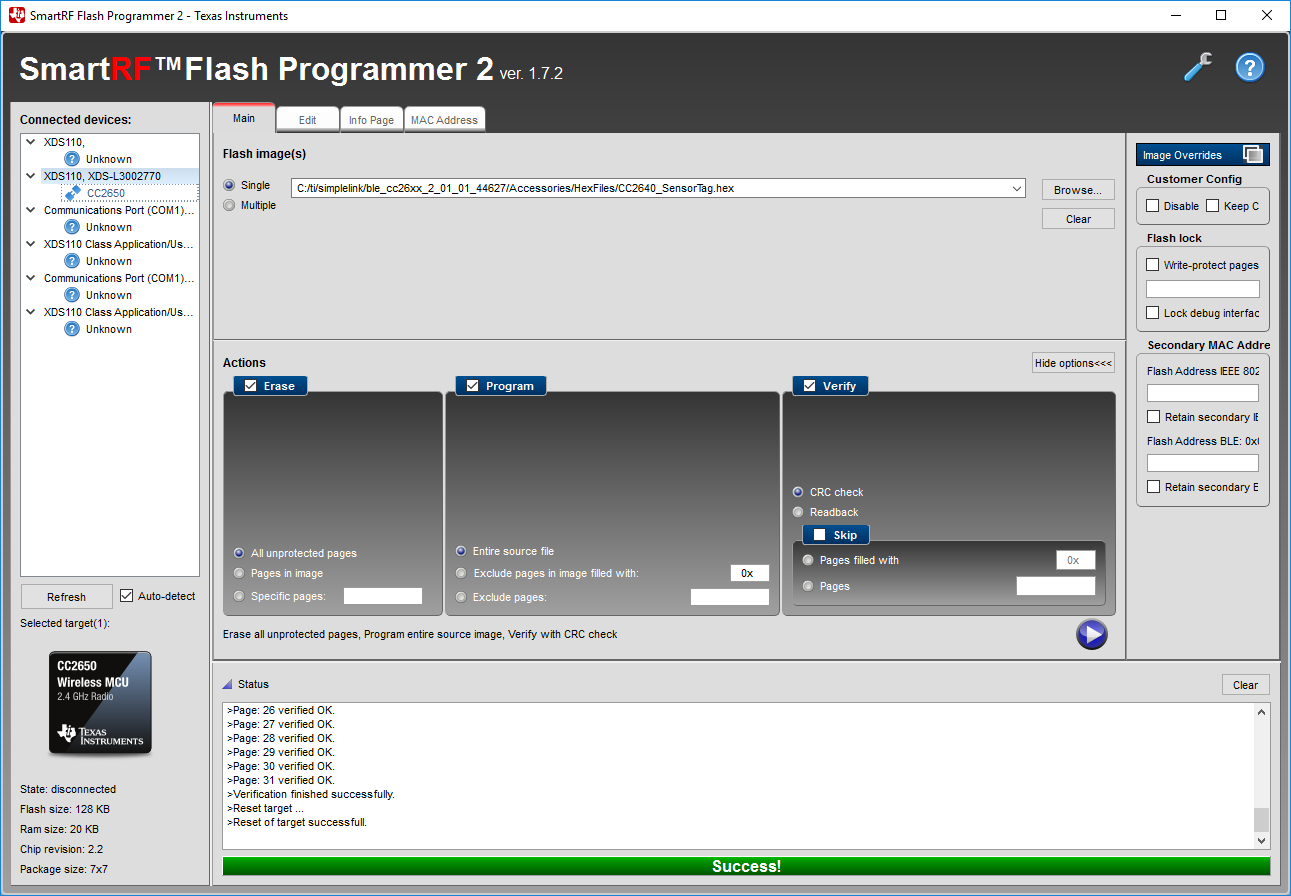 SmartRF Flash Programmer 2 - Texas Instruments
SmartRF™Flash Programmer 2 ver. 1.7.2
Connected devices:
XDS110,
Unknown
XDS110, XDS-L3002770
CC2650
Communications Port (COM1)...
Unknown
XDS110 Class Application/Us...
Unknown
Communications Port (COM1)...
Unknown
XDS110 Class Application/Us...
Unknown
Refresh
Auto-detect
Selected target(1):
CC2650
Wireless MCU
2.4 GHz Radio
TEXAS
INSTRUMENTS
State: disconnected
Flash size: 128 KB
Ram size: 20 KB
Chip revision: 2.2
Package size: 7x7
Main
Edit
Info Page
MAC Address
Flash image(s)
Single
C:/ti/simplelink/ble_cc26xx_2_01_01_44627/Accessories/HexFiles/CC2640_SensorTag.hex
Browse...
Multiple
Clear
Actions
Hide options<<<
Erase
All unprotected pages
Pages in image
Specific pages:
Program
Entire source file
Exclude pages in image filled with:
0x
Exclude pages:
Verify
CRC check
Readback
Skip
Pages filled with
0x
Pages
Erase all unprotected pages, Program entire source image, Verify with CRC check
Image Overrides
Customer Config
Disable
Keep C
Flash lock
Write-protect pages
Lock debug interfac
Secondary MAC Addre
Flash Address IEEE 802
Retain secondary IE
Flash Address BLE: 0x(
Retain secondary E
Status
Clear
>Page: 26 verified OK.
>Page: 27 verified OK.
>Page: 28 verified OK.
>Page: 29 verified OK.
>Page: 30 verified OK.
>Page: 31 verified OK.
>Verification finished successfully.
>Reset target ...
>Reset of target successfull.
Success!